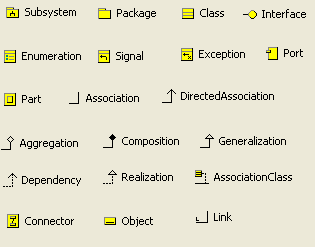 Subsystem Package Class Interface
Enumeration Signal Exception Port
Part Association DirectedAssociation
Aggregation Composition Generalization
Dependency Realization AssociationClass
Connector Object Link